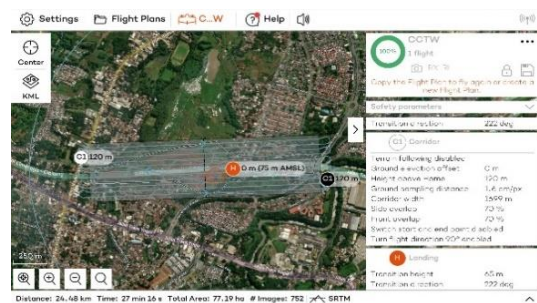 Settings Flight Plans C...W Help
Center
KML
CCTW
100%
1 flight
Copy the Flight Plan to fly again or create a
new Flight Plan.
Safety parameters
Transition direction 222 deg
C1 Corridor
Terrain following disabled
Ground elevation offset 0 m
Height above Home 120 m
Ground sampling distance 1.6 cm/px
Corridor width
Side overlap 70 %
Front overlap 70 %
Switch start and end point disabled
Turn flight direction 90° enabled
H Landing
Transition height 65 m
Transition direction 222 deg
C1 120 m
H 0 m (75 m AMSL)
C1 120 m
250 m
Distance: 24.48 km Time: 27 min 16 s Total Area: 77.19 ha # Images: 752 SRTM